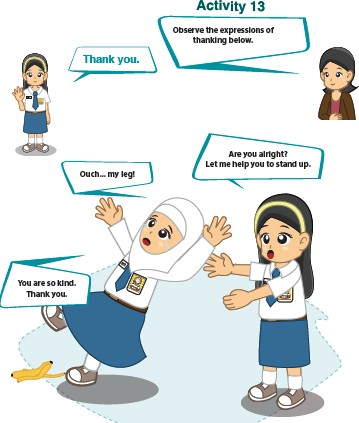 Activity 13
Observe the expressions of
thanking below.
Thank you.
Are you alright?
Let me help you to stand up.
Ouch... my leg!
You are so kind.
Thank you.